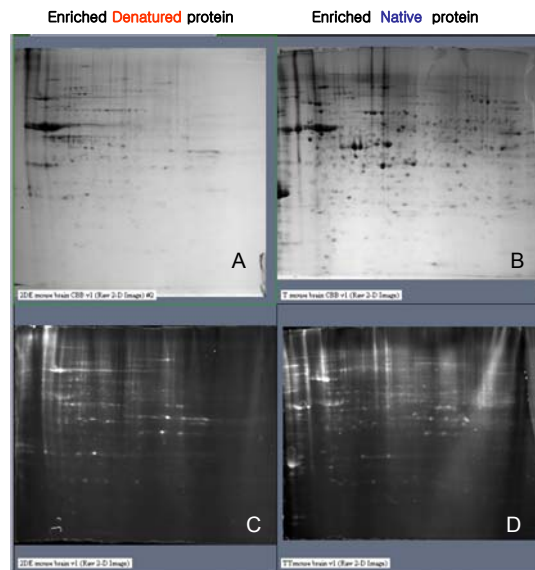 Enriched Denatured protein
Enriched Native protein
A
B
2DE mouse brain CBB v1 (Raw 2-D Image) #2
T mouse brain CBB v1 (Raw 2-D Image)
C
D
2DE mouse brain v1 (Raw 2-D Image)
TT mouse brain v1 (Raw 2-D Image)